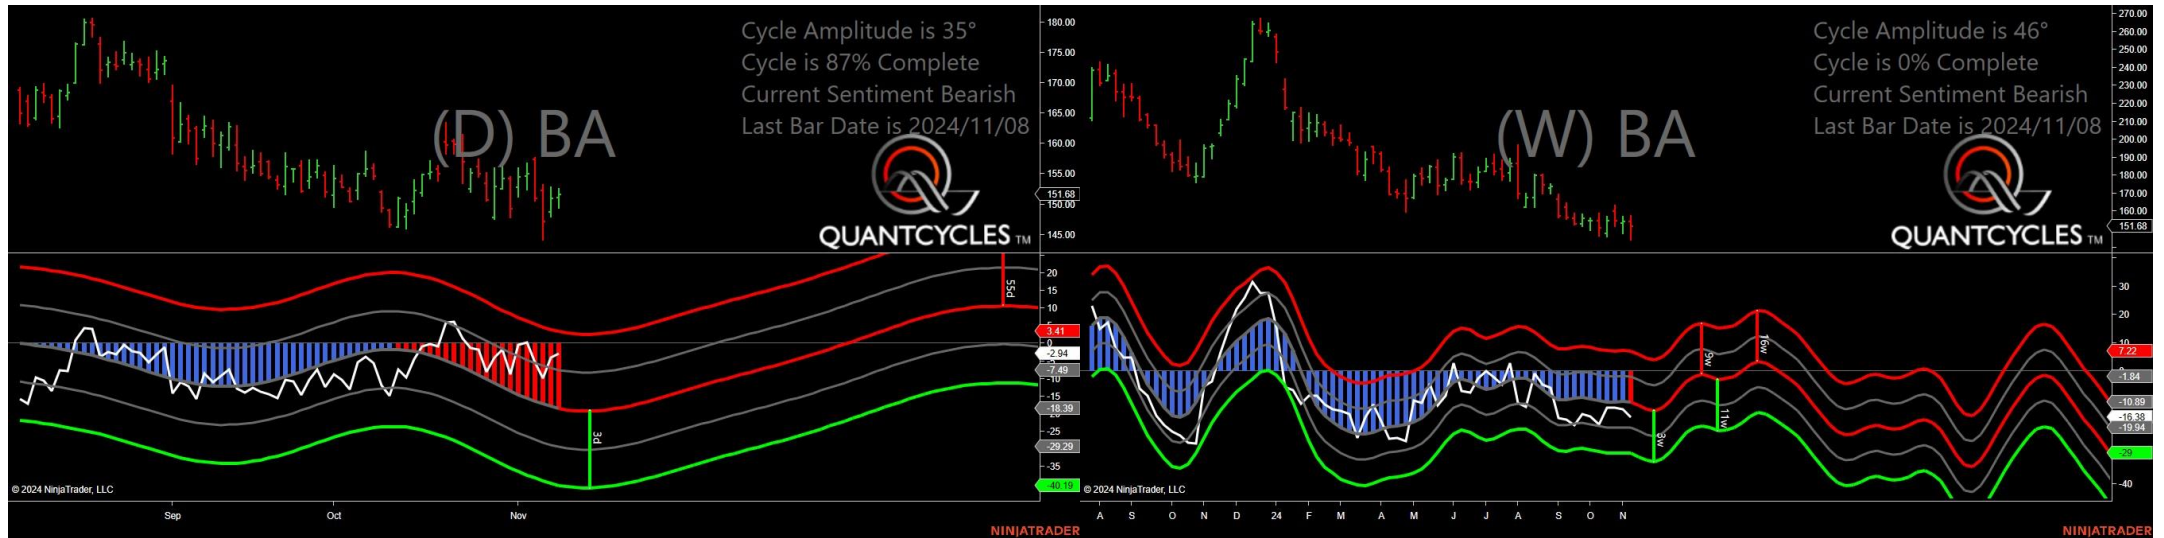 Cycle Amplitude is 35°
Cycle is 87% Complete
Current Sentiment Bearish
Last Bar Date is 2024/11/08
(D) BA
QUANTCYCLES TM
180.00
175.00
170.00
165.00
160.00
155.00
151.68
150.00
145.00
55d
3d
20
10
3.41
0
-2.94
-7.49
-10
-15
-18.39
-25
-29.29
-35
-40.19
© 2024 NinjaTrader, LLC
Sep Oct Nov
NINJATRADER
Cycle Amplitude is 46°
Cycle is 0% Complete
Current Sentiment Bearish
Last Bar Date is 2024/11/08
(W) BA
QUANTCYCLES TM
270.00
260.00
240.00
220.00
210.00
200.00
190.00
180.00
170.00
160.00
151.68
9w
16w
8w
11w
30
20
10
7.22
-1.84
-10.89
-16.38
-19.94
-29
-40
© 2024 NinjaTrader, LLC
A S O N D 24 F M A M J J A S O N
NINJATRADER